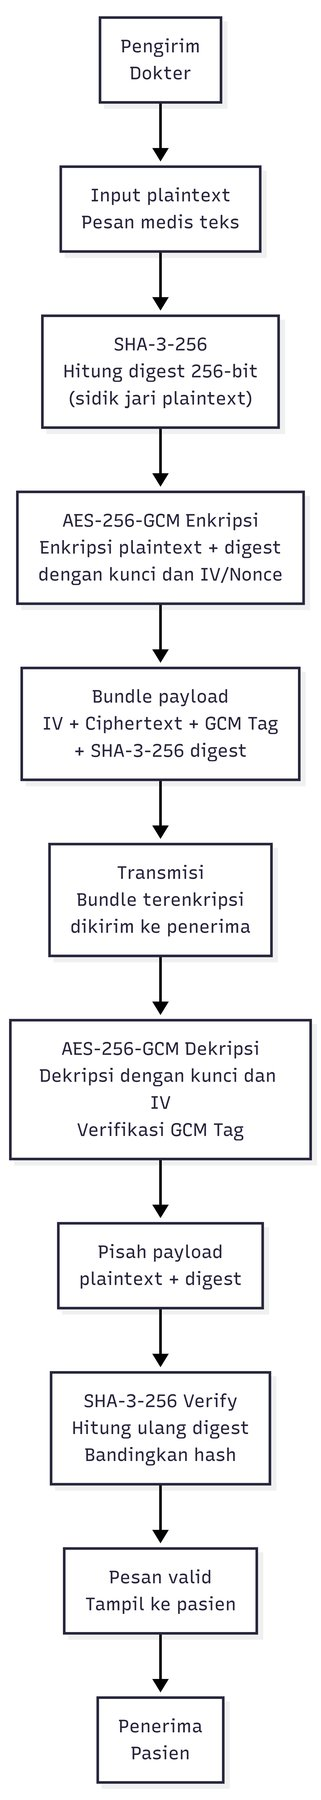 Pengirim
Dokter
Input plaintext
Pesan medis teks
SHA-3-256
Hitung digest 256-bit
(sidik jari plaintext)
AES-256-GCM Enkripsi
Enkripsi plaintext + digest
dengan kunci dan IV/Nonce
Bundle payload
IV + Ciphertext + GCM Tag
+ SHA-3-256 digest
Transmisi
Bundle terenkripsi
dikirim ke penerima
AES-256-GCM Dekripsi
Dekripsi dengan kunci dan
IV
Verifikasi GCM Tag
Pisah payload
plaintext + digest
SHA-3-256 Verify
Hitung ulang digest
Bandingkan hash
Pesan valid
Tampil ke pasien
Penerima
Pasien